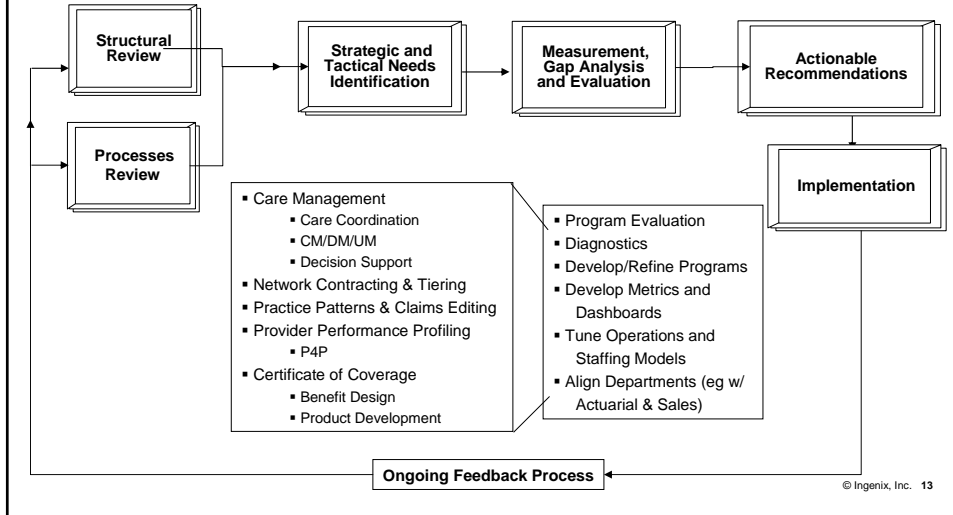 Structural
Review
Strategic and
Tactical Needs
Identification
Measurement,
Gap Analysis
and Evaluation
Actionable
Recommendations
Processes
Review
Implementation
▪ Care Management
▪ Care Coordination
▪ CM/DM/UM
▪ Decision Support
▪ Network Contracting & Tiering
▪ Practice Patterns & Claims Editing
▪ Provider Performance Profiling
▪ P4P
▪ Certificate of Coverage
▪ Benefit Design
▪ Product Development
▪ Program Evaluation
▪ Diagnostics
▪ Develop/Refine Programs
▪ Develop Metrics and
Dashboards
▪ Tune Operations and
Staffing Models
▪ Align Departments (eg w/
Actuarial & Sales)
Ongoing Feedback Process
© Ingenix, Inc. 13